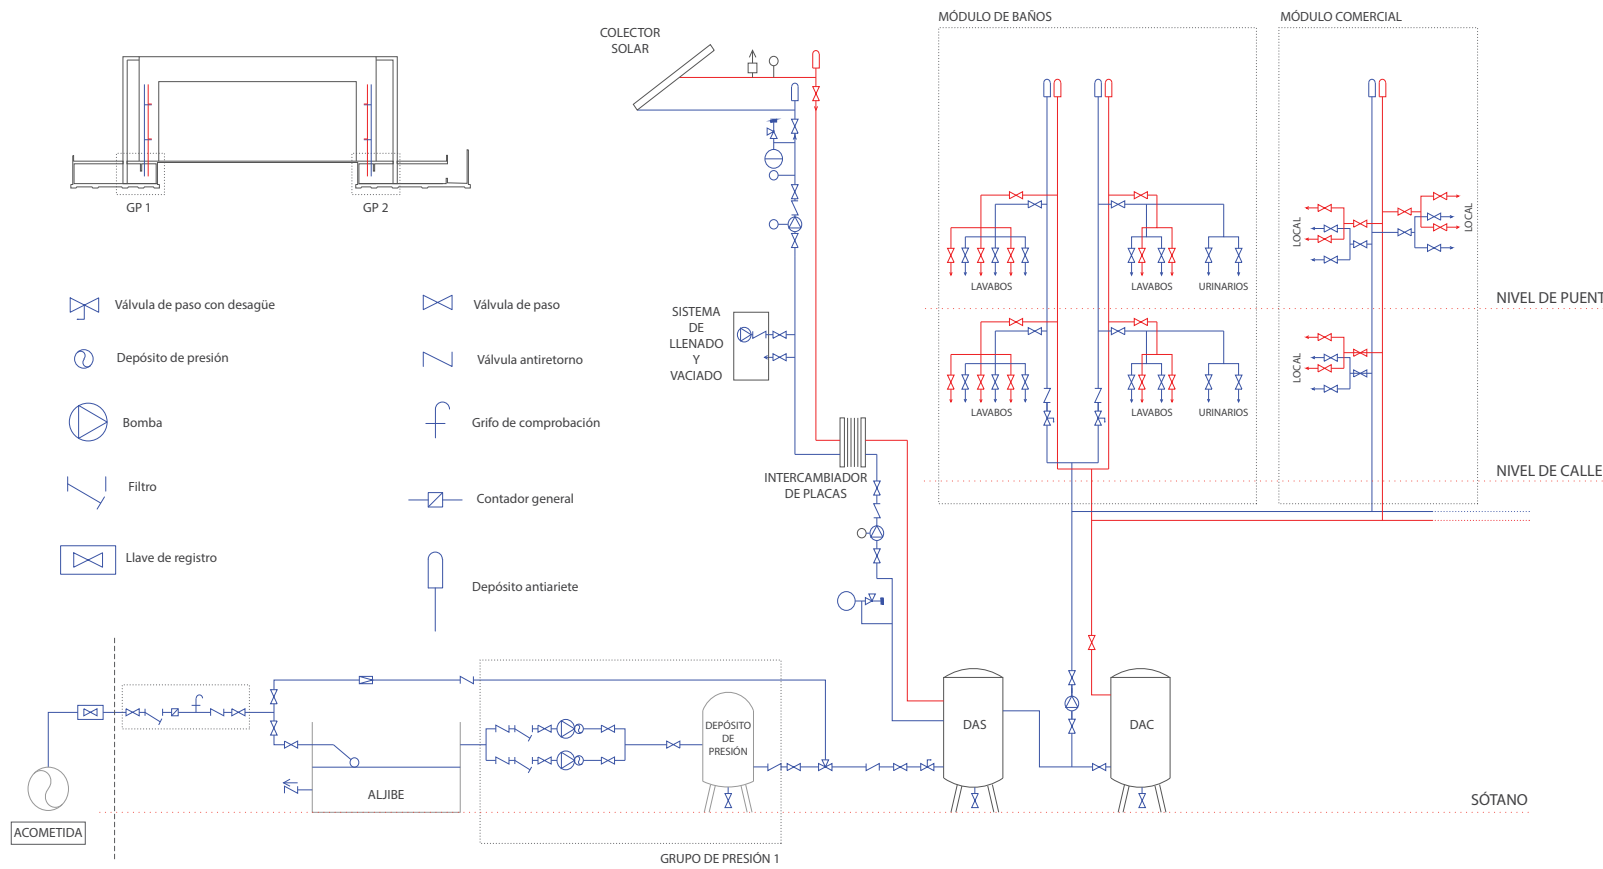 MÓDULO DE BAÑOS
MÓDULO COMERCIAL
COLECTOR
SOLAR
GP 1
GP 2
LOCAL
LOCAL
LAVABOS
LAVABOS
URINARIOS
NIVEL DE PUENT
Válvula de paso con desagüe
Válvula de paso
SISTEMA
DE
LLENADO
Y
VACIADO
Depósito de presión
Válvula antiretorno
LOCAL
LAVABOS
LAVABOS
URINARIOS
Bomba
Grifo de comprobación
NIVEL DE CALLE
INTERCAMBIADOR
DE PLACAS
Filtro
Contador general
Llave de registro
Depósito antiariete
DEPÓSITO
DE
PRESIÓN
DAS
DAC
ALJIBE
SÓTANO
ACOMETIDA
GRUPO DE PRESIÓN 1